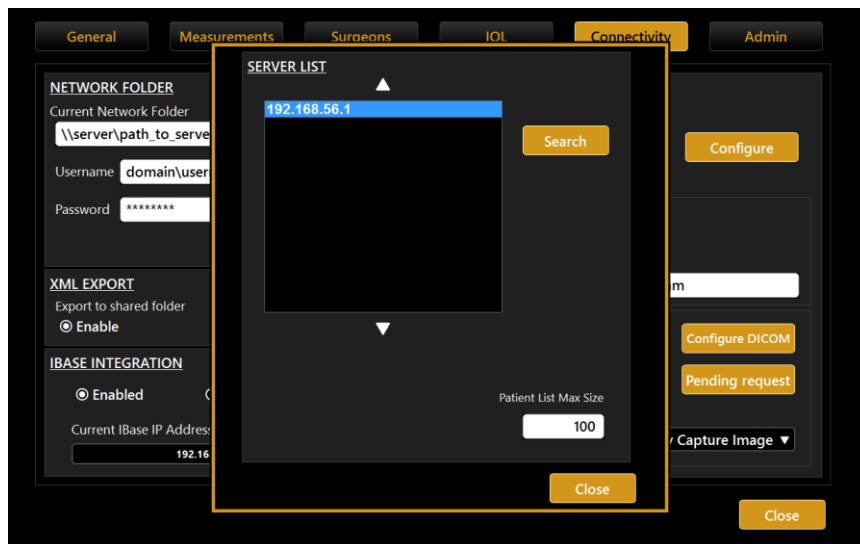 General Measurements Surgeons IOL Connectivity Admin
SERVER LIST
192.168.56.1
Search
Patient List Max Size
100
Close
NETWORK FOLDER
Current Network Folder
\\server\path_to_serve
Username domain\user
Password ********
XML EXPORT
Export to shared folder
Enable
IBASE INTEGRATION
Enabled
Current IBase IP Address
192.16
Configure
Configure DICOM
Pending request
Capture Image ▼
Close